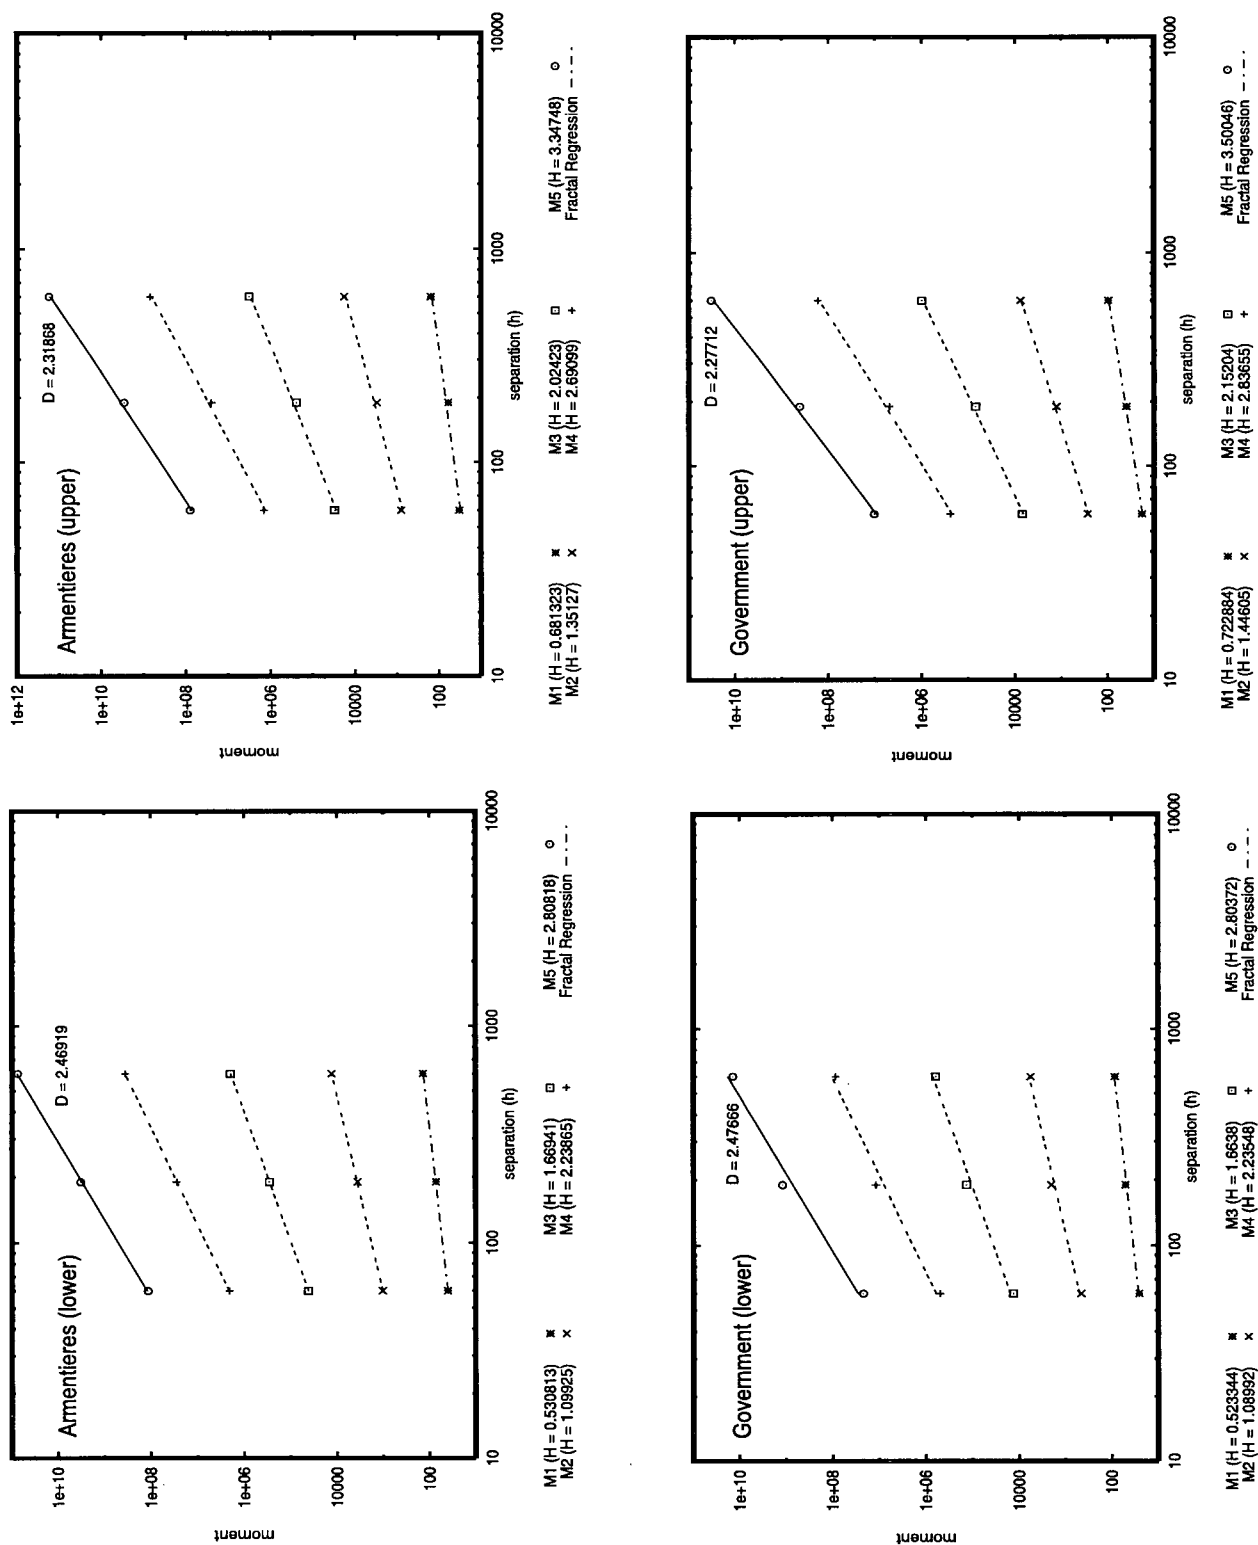 Armentieres (lower)
D = 2.46919
moment
1e+10
1e+08
1e+06
10000
100
10
100
1000
10000
separation (h)
M1 (H = 0.530813)
M2 (H = 1.09925)
M3 (H = 1.66941)
M4 (H = 2.23865)
M5 (H = 2.80818)
Fractal Regression
Armentieres (upper)
D = 2.31868
moment
1e+12
1e+10
1e+08
1e+06
10000
100
10
100
1000
10000
separation (h)
M1 (H = 0.681323)
M2 (H = 1.35127)
M3 (H = 2.02423)
M4 (H = 2.69099)
M5 (H = 3.34748)
Fractal Regression
Government (lower)
D = 2.47666
moment
1e+10
1e+08
1e+06
10000
100
10
100
1000
10000
separation (h)
M1 (H = 0.523344)
M2 (H = 1.08992)
M3 (H = 1.6638)
M4 (H = 2.23548)
M5 (H = 2.80372)
Fractal Regression
Government (upper)
D = 2.27712
moment
1e+10
1e+08
1e+06
10000
100
10
100
1000
10000
separation (h)
M1 (H = 0.722884)
M2 (H = 1.44605)
M3 (H = 2.15204)
M4 (H = 2.83655)
M5 (H = 3.50046)
Fractal Regression